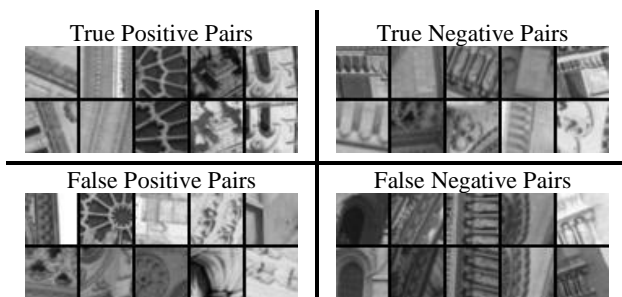 True Positive Pairs
True Negative Pairs
False Positive Pairs
False Negative Pairs